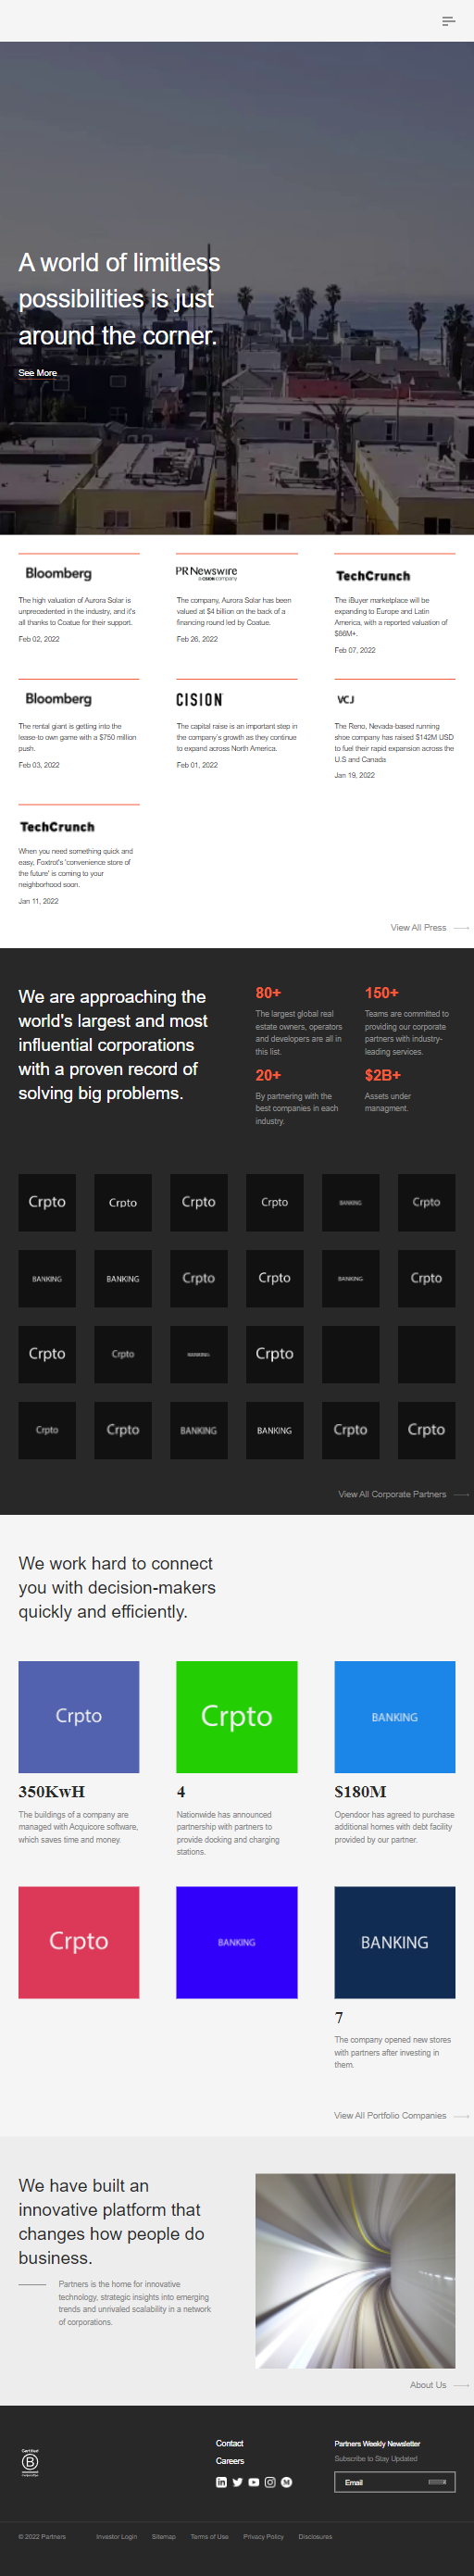 A world of limitless
possibilities is just
around the corner.
See More
Bloomberg
The high valuation of Aurora Solar is
unprecedented in the industry, and it's
all thanks to Coatue for their support.
Feb 02, 2022
PR Newswire
a CISION company
The company, Aurora Solar has been
valued at $4 billion on the back of a
financing round led by Coatue.
Feb 26, 2022
TechCrunch
The iBuyer marketplace will be
expanding to Europe and Latin
America, with a reported valuation of
$86M+.
Feb 07, 2022
Bloomberg
The rental giant is getting into the
lease-to own game with a $750 million
push.
Feb 03, 2022
CISION
The capital raise is an important step in
the company's growth as they continue
to expand across North America.
Feb 01, 2022
VCJ
The Reno, Nevada-based running
shoe company has raised $142M USD
to fuel their rapid expansion across the
U.S and Canada
Jan 19, 2022
TechCrunch
When you need something quick and
easy, Foxtrot's 'convenience store of
the future' is coming to your
neighborhood soon.
Jan 11, 2022
View All Press
We are approaching the
world's largest and most
influential corporations
with a proven record of
solving big problems.
80+
The largest global real
estate owners, operators
and developers are all in
this list.
150+
Teams are committed to
providing our corporate
partners with industry-
leading services.
20+
By partnering with the
best companies in each
industry.
$2B+
Assets under
managment.
Crpto Crpto Crpto Crpto BANKING Crpto
BANKING BANKING Crpto Crpto BANKING Crpto
Crpto Crpto BANKING Crpto
Crpto Crpto BANKING BANKING Crpto Crpto
View All Corporate Partners
We work hard to connect
you with decision-makers
quickly and efficiently.
Crpto
350KwH
The buildings of a company are
managed with Acquicore software,
which saves time and money.
Crpto
4
Nationwide has announced
partnership with partners to
provide docking and charging
stations.
BANKING
$180M
Opendoor has agreed to purchase
additional homes with debt facility
provided by our partner.
Crpto
BANKING
BANKING
7
The company opened new stores
with partners after investing in
them.
View All Portfolio Companies
We have built an
innovative platform that
changes how people do
business.
Partners is the home for innovative
technology, strategic insights into emerging
trends and unrivaled scalability in a network
of corporations.
About Us
Certified
B
Corporation
Contact
Careers
Partners Weekly Newsletter
Subscribe to Stay Updated
Email
© 2022 Partners Investor Login Sitemap Terms of Use Privacy Policy Disclosures